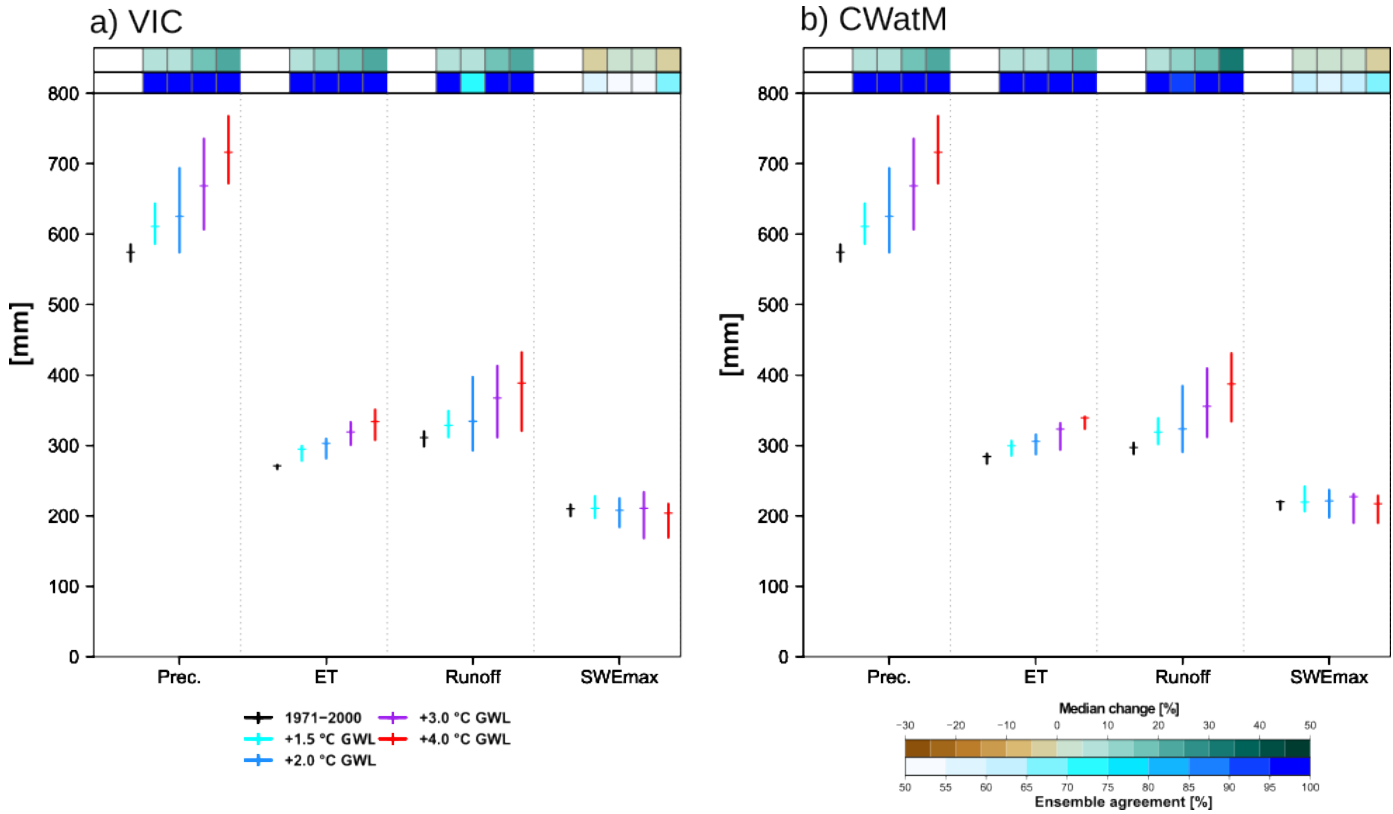 a) VIC
b) CWatM
800
700
600
500
400
300
200
100
0
[mm]
Prec. ET Runoff SWEmax
800
700
600
500
400
300
200
100
0
[mm]
Prec. ET Runoff SWEmax
1971−2000
+1.5 °C GWL
+2.0 °C GWL
+3.0 °C GWL
+4.0 °C GWL
Median change [%]
−30 −20 −10 0 10 20 30 40 50
50 55 60 65 70 75 80 85 90 95 100
Ensemble agreement [%]